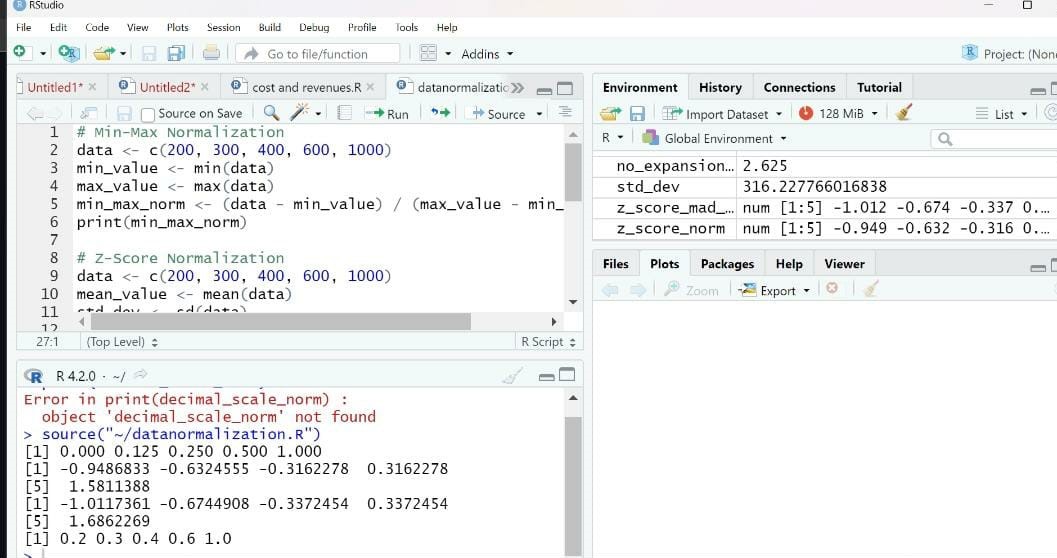 RStudio
File Edit Code View Plots Session Build Debug Profile Tools Help
Go to file/function Addins Project: (None
Untitled1* Untitled2* cost and revenues.R datanormalizatio
Source on Save Run Source
1 # Min-Max Normalization
2 data <- c(200, 300, 400, 600, 1000)
3 min_value <- min(data)
4 max_value <- max(data)
5 min_max_norm <- (data - min_value) / (max_value - min_
6 print(min_max_norm)
7
8 # Z-Score Normalization
9 data <- c(200, 300, 400, 600, 1000)
10 mean_value <- mean(data)
11 std_dev <- sd(data)
12
27:1 (Top Level) R Script
R 4.2.0 · ~/
Error in print(decimal_scale_norm) :
object 'decimal_scale_norm' not found
> source("~/datanormalization.R")
[1] 0.000 0.125 0.250 0.500 1.000
[1] -0.9486833 -0.6324555 -0.3162278 0.3162278
[5] 1.5811388
[1] -1.0117361 -0.6744908 -0.3372454 0.3372454
[5] 1.6862269
[1] 0.2 0.3 0.4 0.6 1.0
>
Environment History Connections Tutorial
Import Dataset 128 MiB List
R Global Environment
no_expansion... 2.625
std_dev 316.227766016838
z_score_mad_... num [1:5] -1.012 -0.674 -0.337 0....
z_score_norm num [1:5] -0.949 -0.632 -0.316 0....
Files Plots Packages Help Viewer
Zoom Export